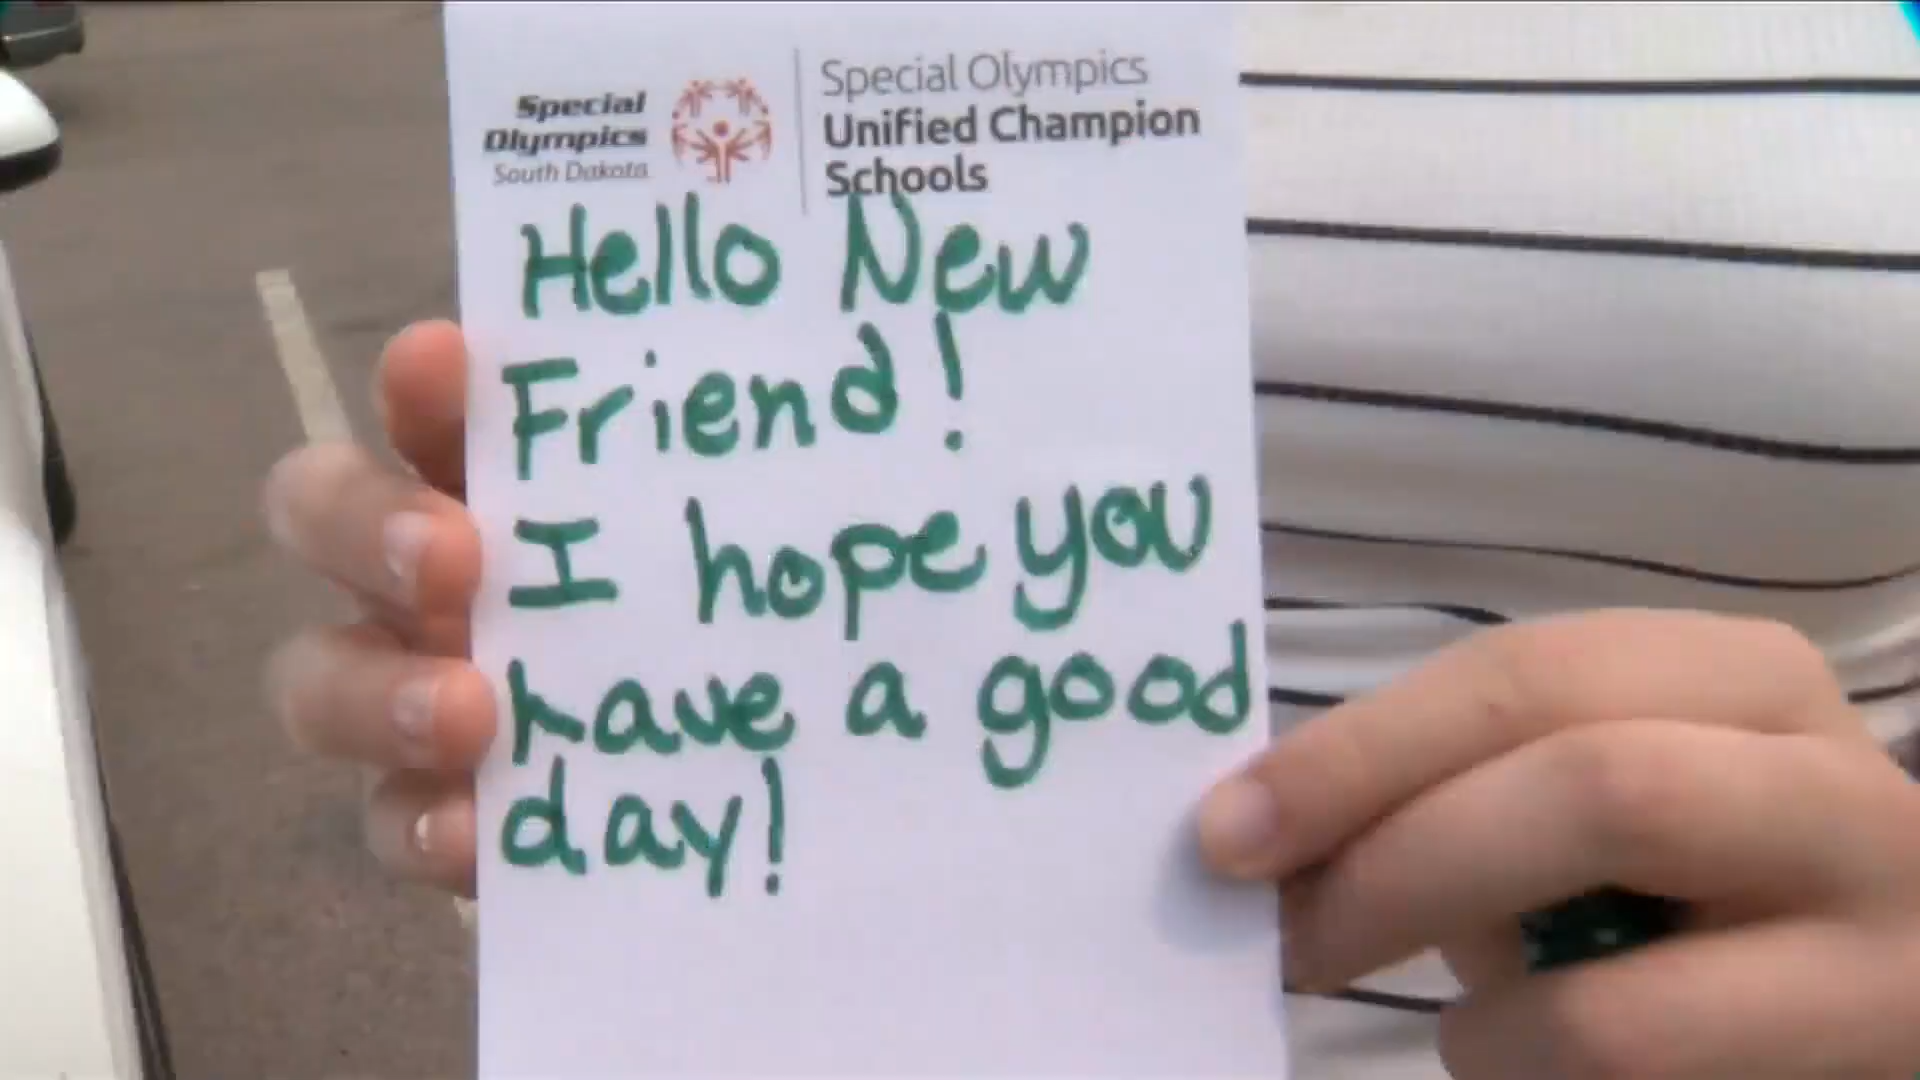 Special
Olympics
South Dakota
Special Olympics
Unified Champion
Schools
Hello New
Friend!
I hope you
have a good
day!